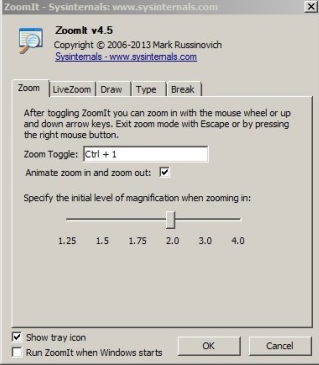 ZoomIt - Sysinternals: www.sysinternals.com
ZoomIt v4.5
Copyright © 2006-2013 Mark Russinovich
Sysinternals - www.sysinternals.com
Zoom LiveZoom Draw Type Break
After toggling ZoomIt you can zoom in with the mouse wheel or up
and down arrow keys. Exit zoom mode with Escape or by pressing
the right mouse button.
Zoom Toggle: Ctrl + 1
Animate zoom in and zoom out:
Specify the initial level of magnification when zooming in:
1.25 1.5 1.75 2.0 3.0 4.0
Show tray icon
Run ZoomIt when Windows starts
OK Cancel